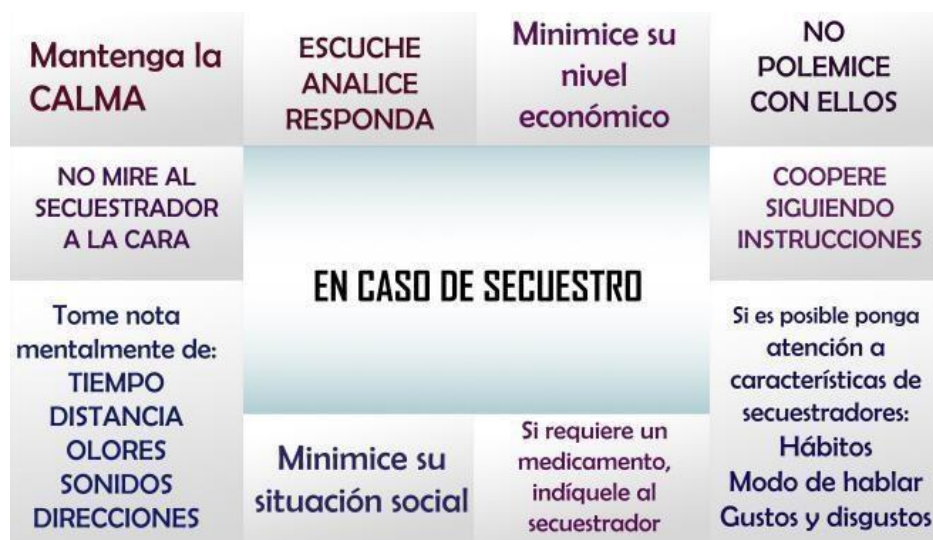 Mantenga la
CALMA
ESCUCHE
ANALICE
RESPONDA
Minimice su
nivel
económico
NO
POLEMICE
CON ELLOS
NO MIRE AL
SECUESTRADOR
A LA CARA
EN CASO DE SECUESTRO
COOPERE
SIGUIENDO
INSTRUCCIONES
Tome nota
mentalmente de:
TIEMPO
DISTANCIA
OLORES
SONIDOS
DIRECCIONES
Minimice su
situación social
Si requiere un
medicamento,
indíquele al
secuestrador
Si es posible ponga
atención a
características de
secuestradores:
Hábitos
Modo de hablar
Gustos y disgustos